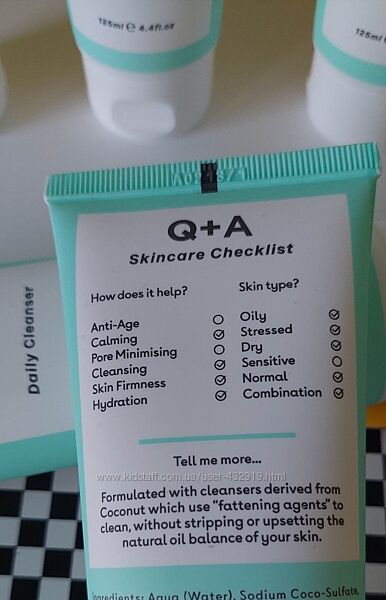 125ml ℮ 4.4fl.oz
125ml ℮
Q+A
Skincare Checklist
How does it help?
Anti-Age
Calming
Pore Minimising
Cleansing
Skin Firmness
Hydration
Skin type?
Oily
Stressed
Dry
Sensitive
Normal
Combination
Daily Cleanser
Tell me more...
www.kidstaff.com.ua/user-432919.html
Formulated with cleansers derived from
Coconut which use "fattening agents" to
clean, without stripping or upsetting the
natural oil balance of your skin.
Ingredients: Aqua (Water), Sodium Coco-Sulfate,